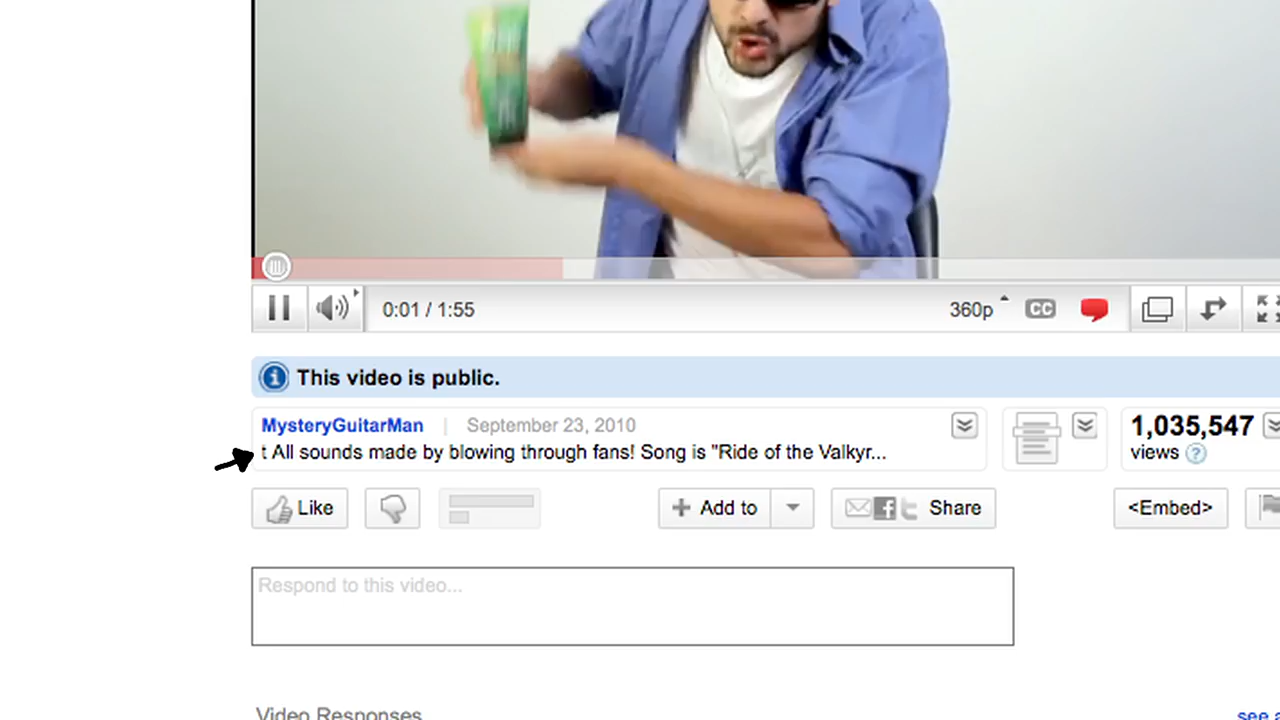 0:01 / 1:55
360p
CC
This video is public.
MysteryGuitarMan | September 23, 2010
t All sounds made by blowing through fans! Song is "Ride of the Valkyr...
1,035,547
views ?
Like
Add to
Share
<Embed>
Respond to this video...
Video Responses
see a